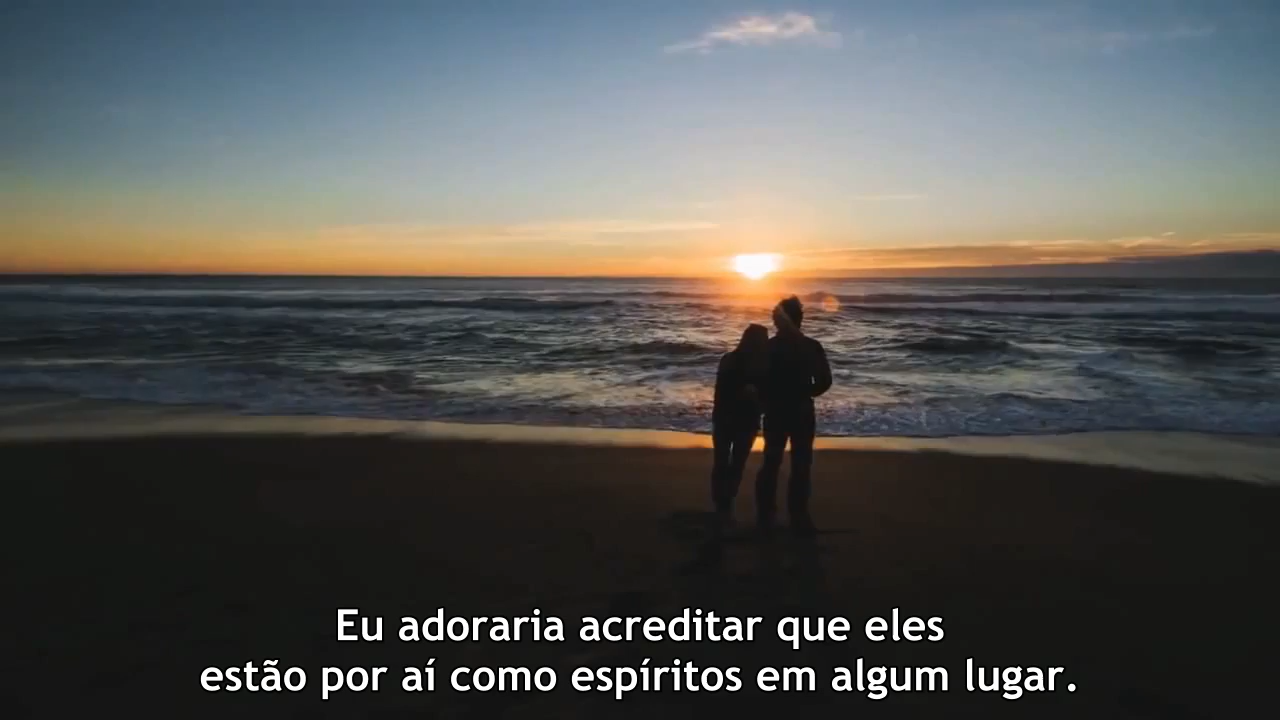 Eu adoraria acreditar que eles
estão por aí como espíritos em algum lugar.